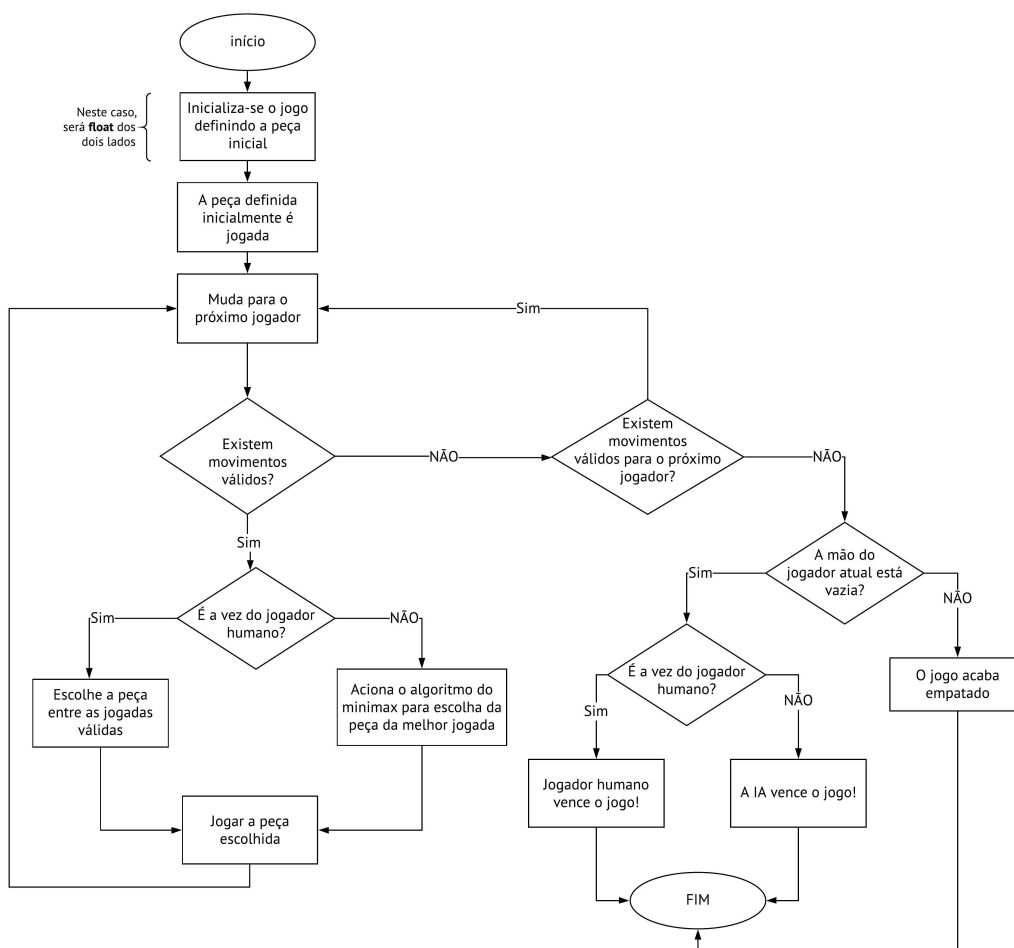 início
Neste caso,
será float dos
dois lados
Inicializa-se o jogo
definindo a peça
inicial
A peça definida
inicialmente é
jogada
Muda para o
próximo jogador
Sim
Existem
movimentos
válidos?
NÃO
Existem
movimentos
válidos para o próximo
jogador?
NÃO
Sim
A mão do
jogador atual está
vazia?
Sim
NÃO
É a vez do jogador
humano?
Sim
NÃO
Escolhe a peça
entre as jogadas
válidas
Aciona o algoritmo do
minimax para escolha da
peça da melhor jogada
É a vez do jogador
humano?
Sim
NÃO
O jogo acaba
empatado
Jogar a peça
escolhida
Jogador humano
vence o jogo!
A IA vence o jogo!
FIM